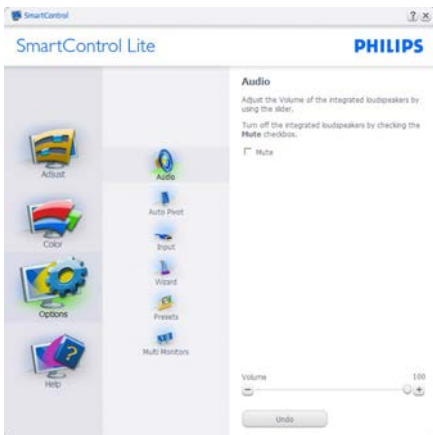 SmartControl
SmartControl Lite
PHILIPS
Adjust
Color
Options
Help
Audio
Auto Pivot
Input
Wizard
Presets
Multi Monitors
Audio
Adjust the Volume of the integrated loudspeakers by
using the slider.
Turn off the integrated loudspeakers by checking the
Mute checkbox.
Mute
Volume
100
Undo